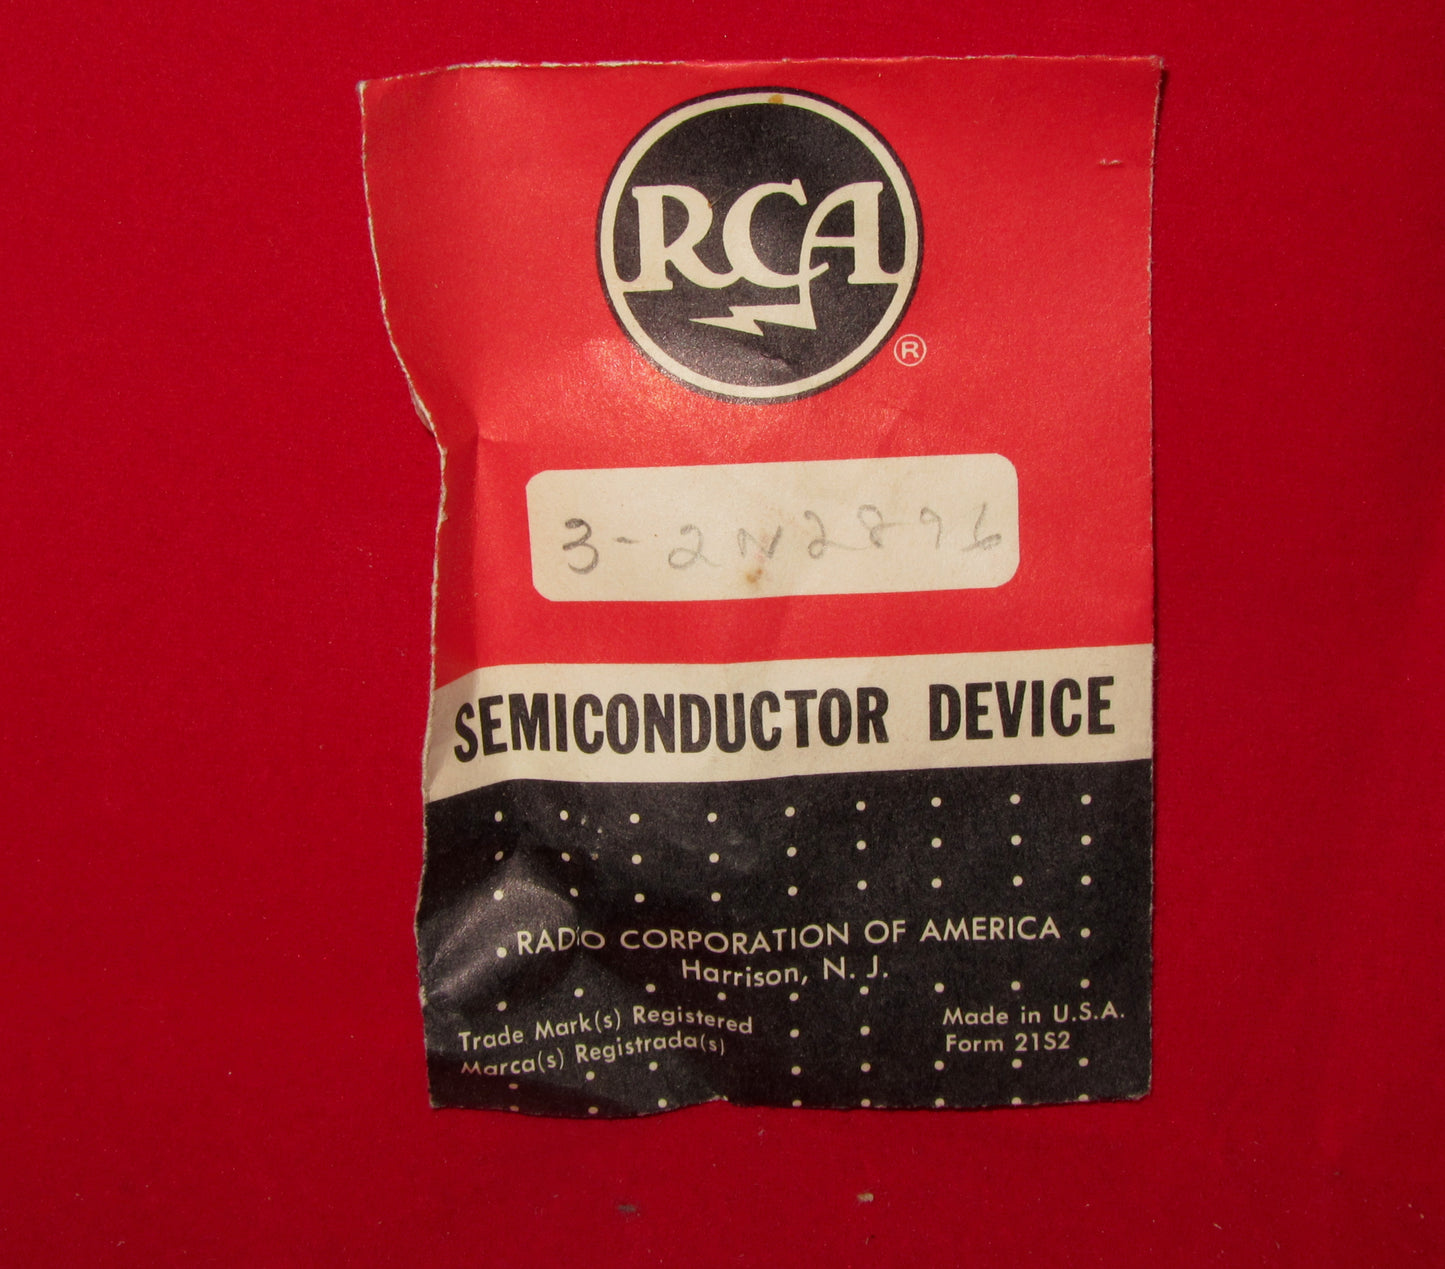 RCA
®
3-2N2896
SEMICONDUCTOR DEVICE
RADIO CORPORATION OF AMERICA
Harrison, N. J.
Trade Mark(s) Registered
Marca(s) Registrada(s)
Made in U.S.A.
Form 21S2